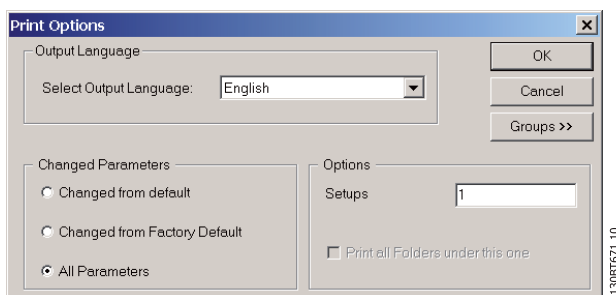 Print Options
Output Language
OK
Select Output Language: English
Cancel
Groups >>
Changed Parameters
Options
Changed from default
Setups 1
Changed from Factory Default
Print all Folders under this one
All Parameters
130BT671.10